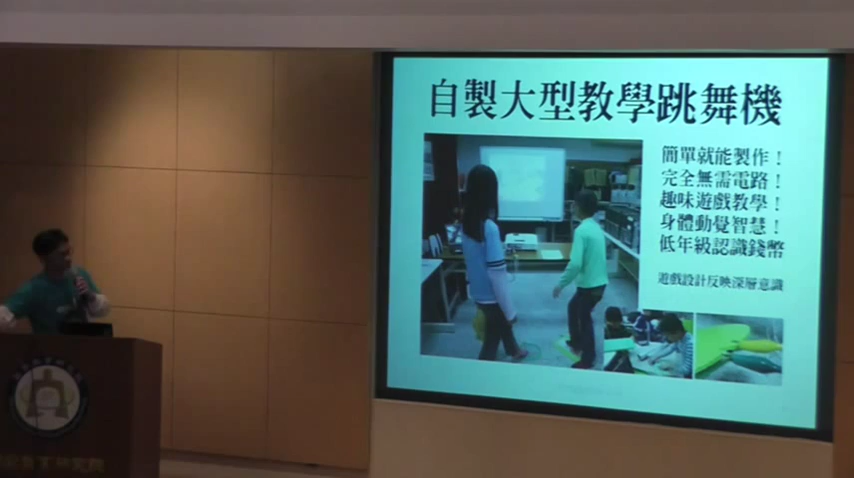 自製大型教學跳舞機
簡單就能製作！
完全無需電路！
趣味遊戲教學！
身體動覺智慧！
低年級認識錢幣
遊戲設計反映深層意識